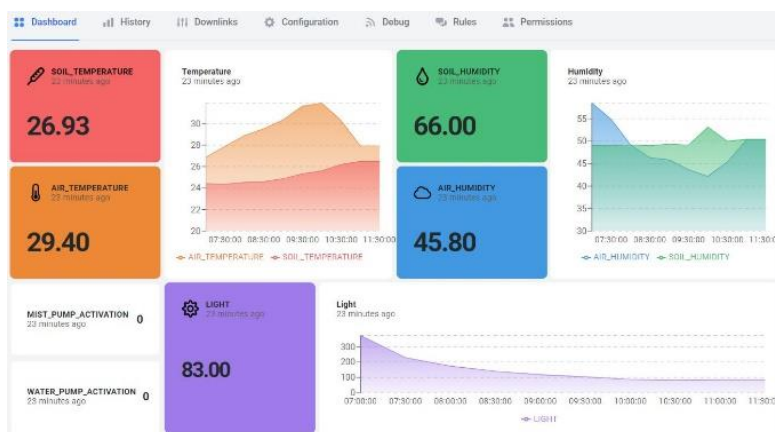 Dashboard History Downlinks Configuration Debug Rules Permissions
SOIL_TEMPERATURE
23 minutes ago
26.93
Temperature
23 minutes ago
30
28
26
24
22
20
07:30:00 08:30:00 09:30:00 10:30:00 11:30:00
AIR_TEMPERATURE SOIL_TEMPERATURE
SOIL_HUMIDITY
23 minutes ago
66.00
Humidity
23 minutes ago
55
50
45
40
35
30
07:30:00 08:30:00 09:30:00 10:30:00 11:30:0
AIR_HUMIDITY SOIL_HUMIDITY
AIR_TEMPERATURE
23 minutes ago
29.40
AIR_HUMIDITY
23 minutes ago
45.80
MIST_PUMP_ACTIVATION 0
23 minutes ago
WATER_PUMP_ACTIVATION 0
23 minutes ago
LIGHT
23 minutes ago
83.00
Light
23 minutes ago
300
200
100
0
07:00:00 07:30:00 08:00:00 08:30:00 09:00:00 09:30:00 10:00:00 10:30:00 11:00:00 11:30:0
LIGHT